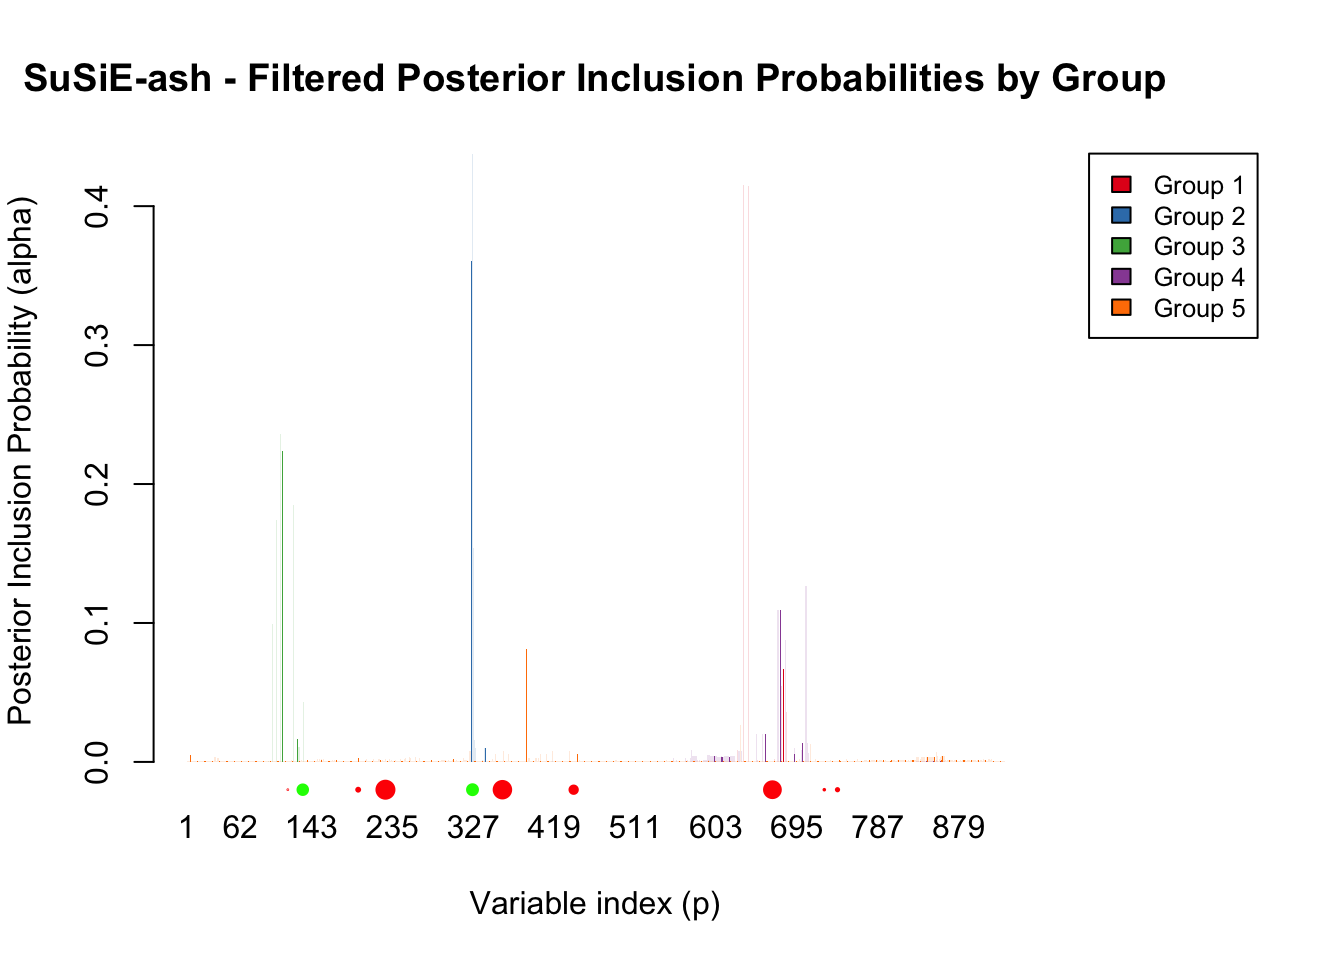 SuSiE-ash - Filtered Posterior Inclusion Probabilities by Group
Posterior Inclusion Probability (alpha)
0.4
0.3
0.2
0.1
0.0
Group 1
Group 2
Group 3
Group 4
Group 5
1 62 143 235 327 419 511 603 695 787 879
Variable index (p)